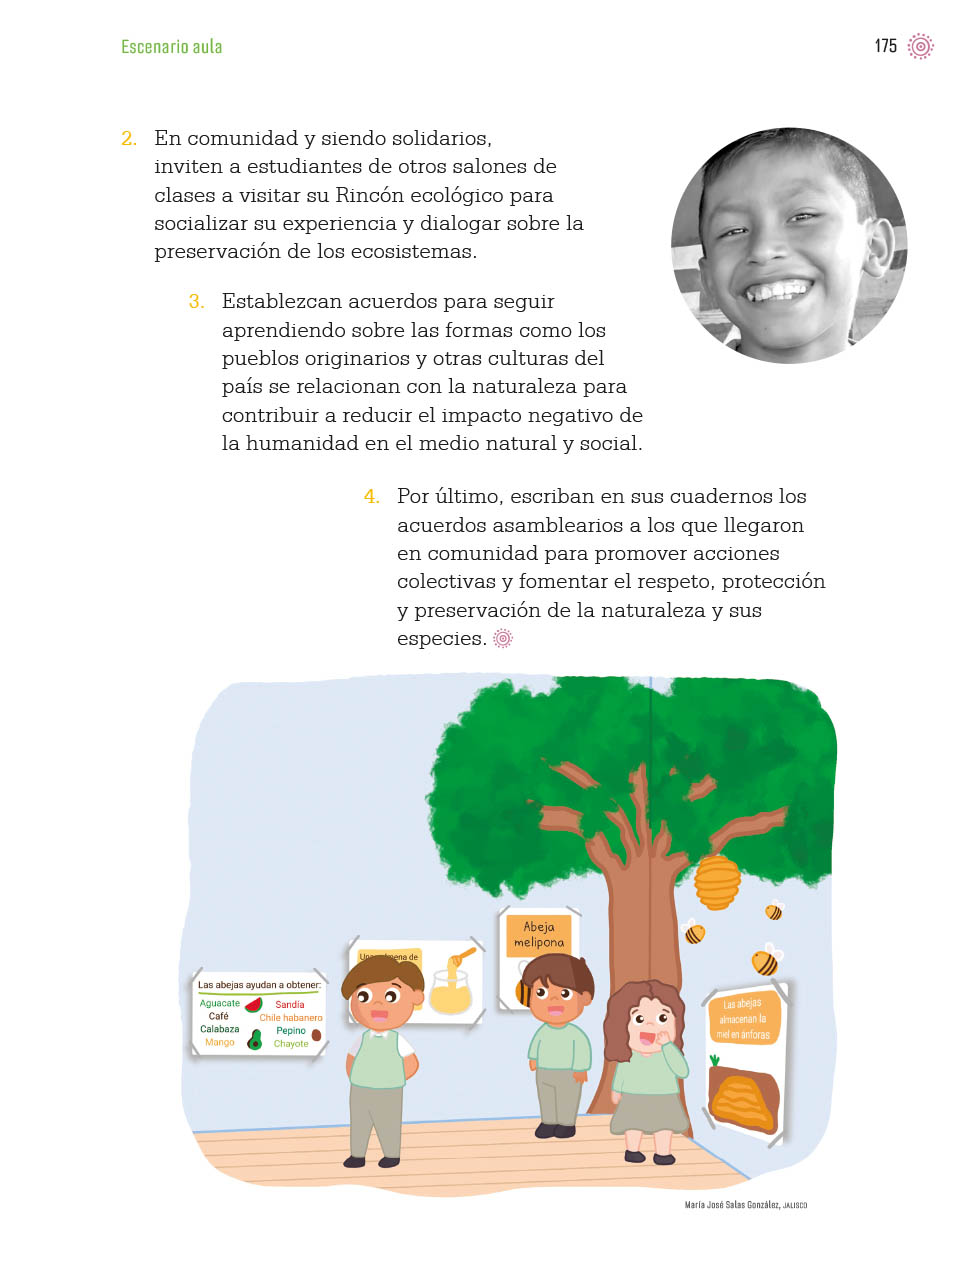 Escenario aula
175
2. En comunidad y siendo solidarios,
inviten a estudiantes de otros salones de
clases a visitar su Rincón ecológico para
socializar su experiencia y dialogar sobre la
preservación de los ecosistemas.
3. Establezcan acuerdos para seguir
aprendiendo sobre las formas como los
pueblos originarios y otras culturas del
país se relacionan con la naturaleza para
contribuir a reducir el impacto negativo de
la humanidad en el medio natural y social.
4. Por último, escriban en sus cuadernos los
acuerdos asamblearios a los que llegaron
en comunidad para promover acciones
colectivas y fomentar el respeto, protección
y preservación de la naturaleza y sus
especies.
Abeja
melipona
de
Las abejas ayudan a obtener:
Aguacate
Sandía
Café
Chile habanero
Calabaza
Pepino
Mango
Chayote
Las abejas
almacenan la
miel en ánforas
María José Salas González, JALISCO